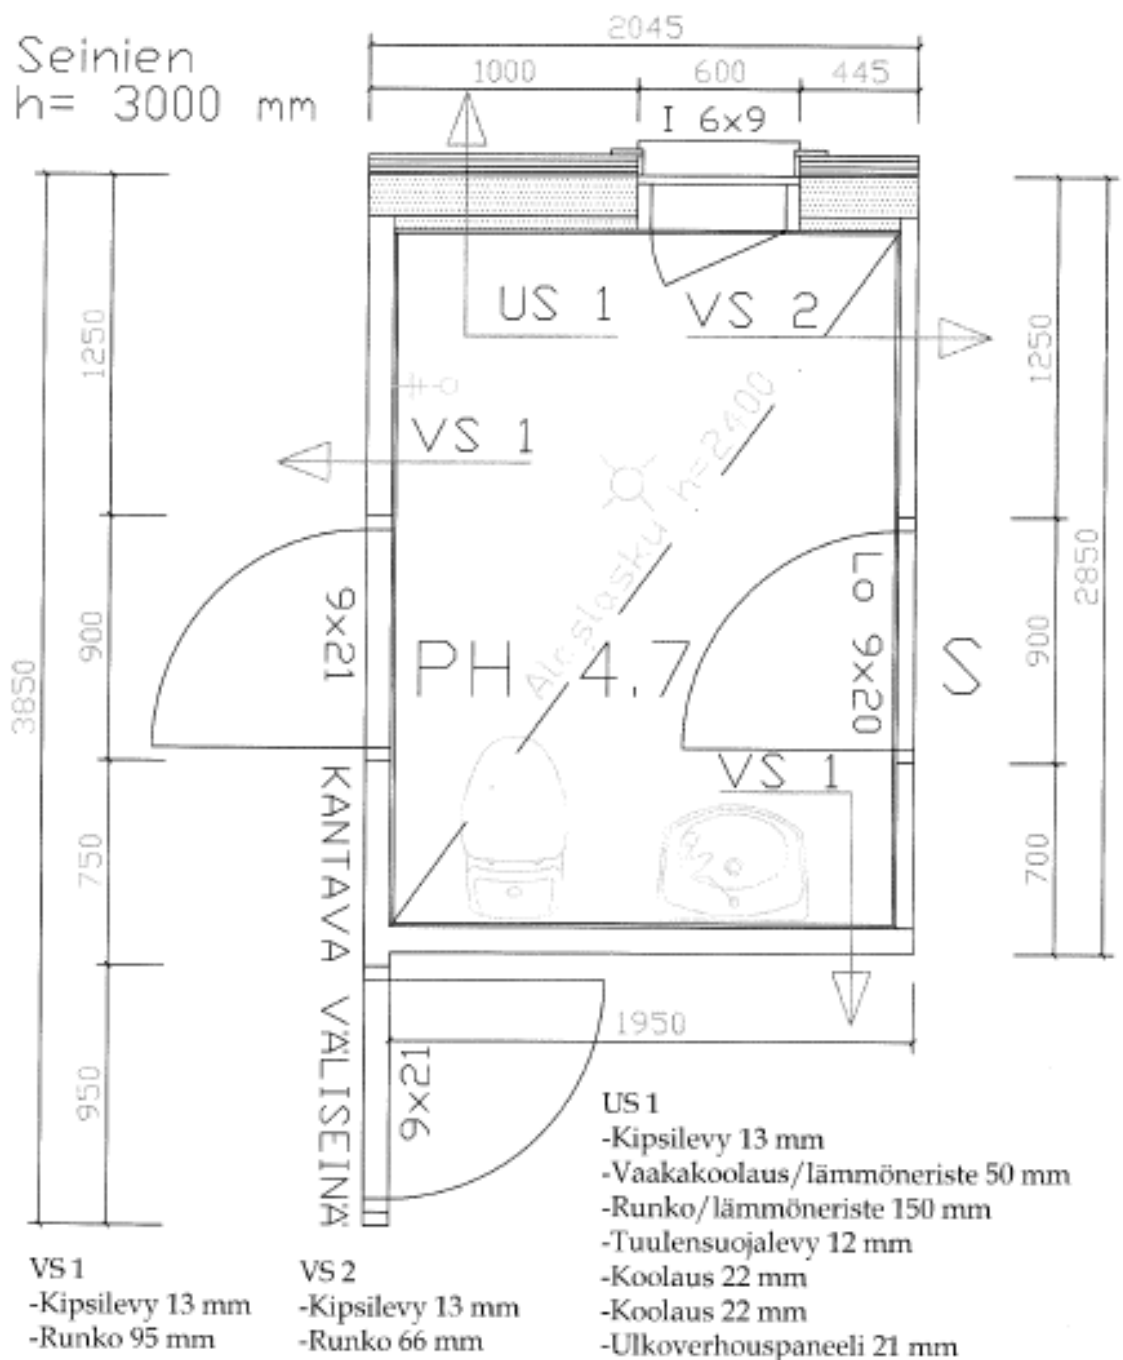 Seinien
h= 3000 mm
2045
1000
600
445
I 6x9
US 1
VS 2
1250
1250
VS 1
Alaslasku h=2400
3850
900
9x21
PH 4.7
Lo 9x20
S
900
2850
VS 1
750
700
KANTAVA VÄLISEINÄ
1950
950
9x21
US 1
-Kipsilevy 13 mm
-Vaakakoolaus/lämmöneriste 50 mm
-Runko/lämmöneriste 150 mm
-Tuulensuojalevy 12 mm
-Koolaus 22 mm
-Koolaus 22 mm
-Ulkoverhouspaneeli 21 mm
VS 1
-Kipsilevy 13 mm
-Runko 95 mm
VS 2
-Kipsilevy 13 mm
-Runko 66 mm